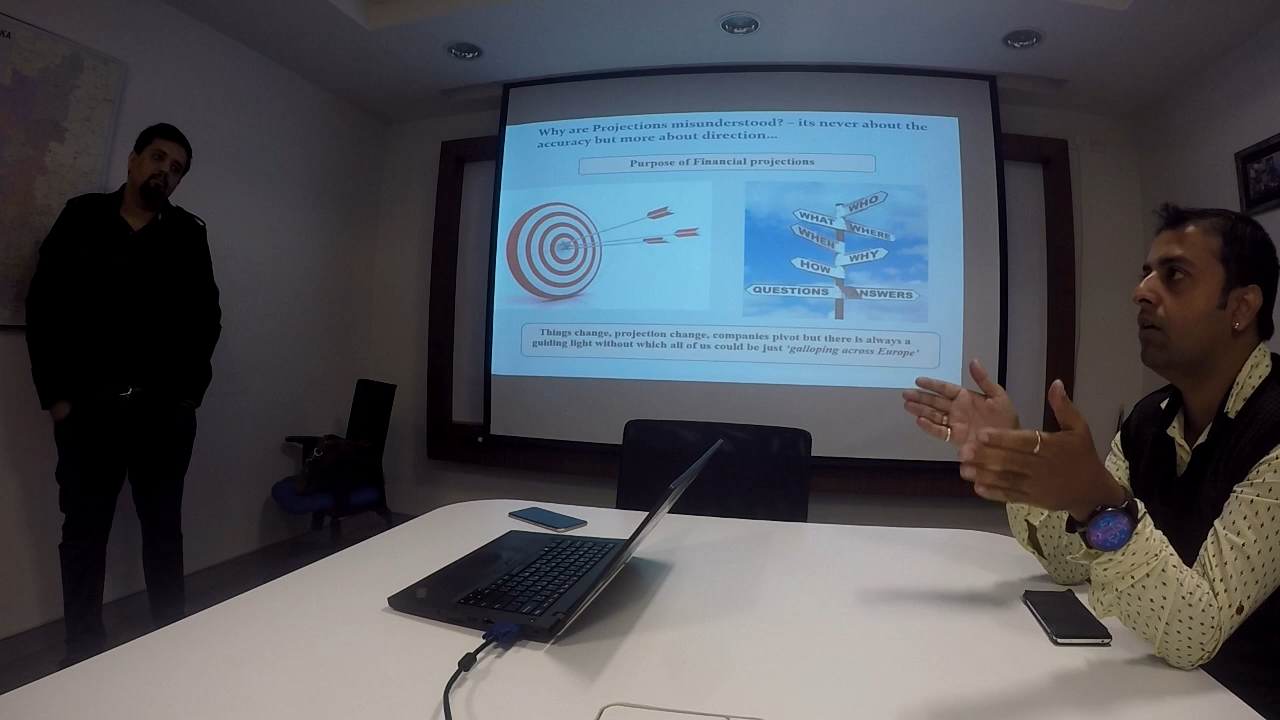 KA
Why are Projections misunderstood? – its never about the
accuracy but more about direction...
Purpose of Financial projections
WHO
WHAT
WHERE
WHEN
WHY
HOW
QUESTIONS
NSWERS
Things change, projection change, companies pivot but there is always a
guiding light without which all of us could be just 'galloping across Europe'